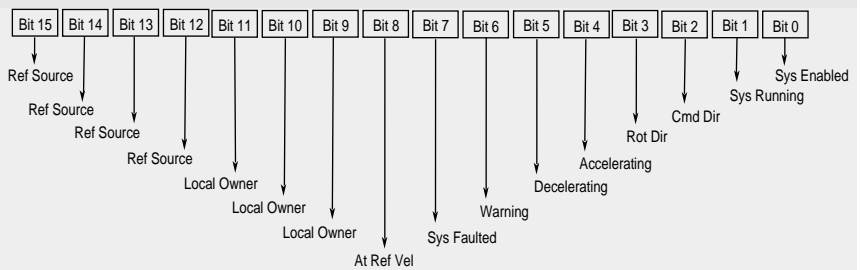 Bit 15 Bit 14 Bit 13 Bit 12 Bit 11 Bit 10 Bit 9 Bit 8 Bit 7 Bit 6 Bit 5 Bit 4 Bit 3 Bit 2 Bit 1 Bit 0
Ref Source
Sys Enabled
Ref Source
Sys Running
Ref Source
Cmd Dir
Ref Source
Rot Dir
Local Owner
Accelerating
Local Owner
Decelerating
Local Owner
Warning
At Ref Vel
Sys Faulted